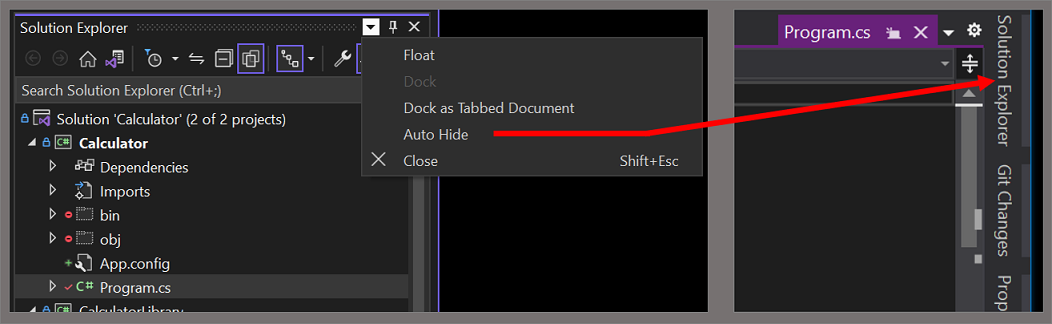 Solution Explorer
Search Solution Explorer (Ctrl+;)
Solution 'Calculator' (2 of 2 projects)
C# Calculator
Dependencies
Imports
bin
obj
App.config
C# Program.cs
C# CalculatorLibrary
Float
Dock
Dock as Tabbed Document
Auto Hide
Close Shift+Esc
Program.cs
Solution Explorer
Git Changes
Prop